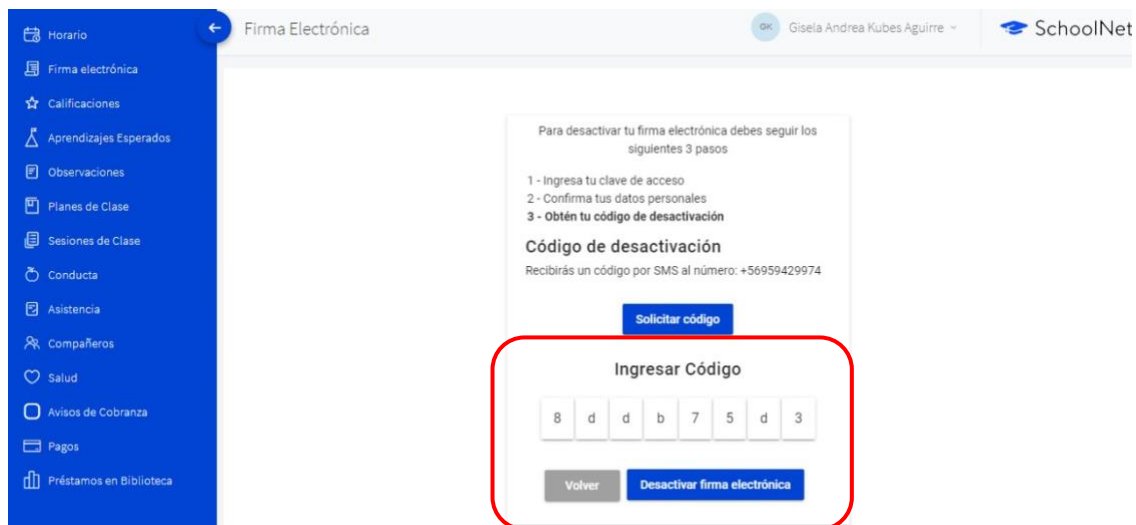 Horario
Firma electrónica
Calificaciones
Aprendizajes Esperados
Observaciones
Planes de Clase
Sesiones de Clase
Conducta
Asistencia
Compañeros
Salud
Avisos de Cobranza
Pagos
Préstamos en Biblioteca
Firma Electrónica
GK Gisela Andrea Kubes Aguirre
SchoolNet
Para desactivar tu firma electrónica debes seguir los
siguientes 3 pasos
1 - Ingresa tu clave de acceso
2 - Confirma tus datos personales
3 - Obtén tu código de desactivación
Código de desactivación
Recibirás un código por SMS al número: +56959429974
Solicitar código
Ingresar Código
8 d d b 7 5 d 3
Volver Desactivar firma electrónica